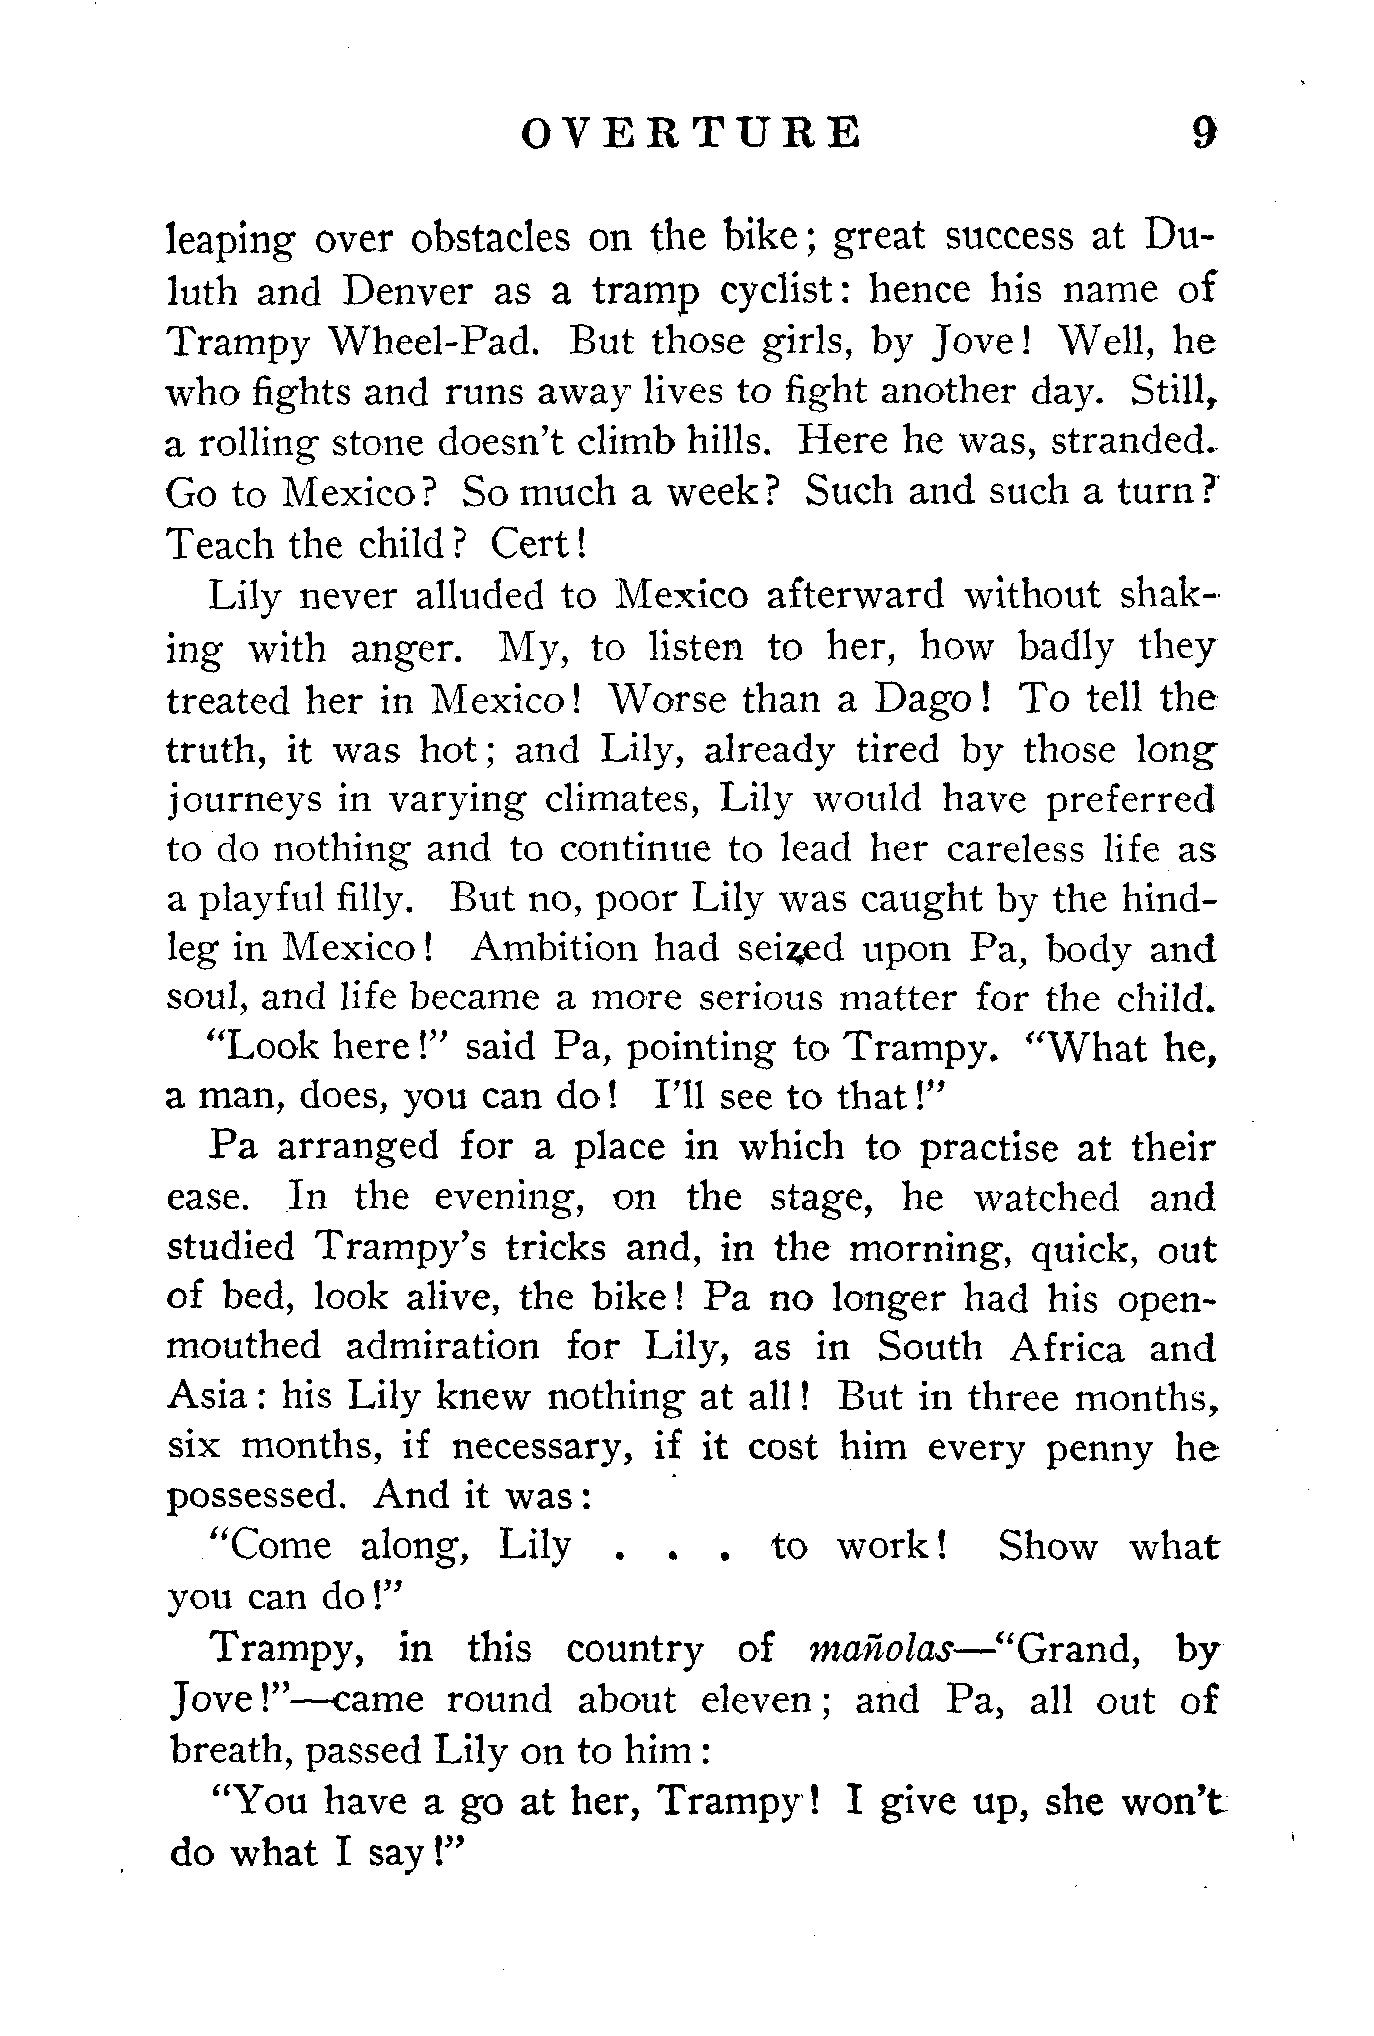 OVERTURE 9
leaping over obstacles on the bike; great success at Du-
luth and Denver as a tramp cyclist: hence his name of
Trampy Wheel-Pad. But those girls, by Jove! Well, he
who fights and runs away lives to fight another day. Still,
a rolling stone doesn't climb hills. Here he was, stranded.
Go to Mexico? So much a week? Such and such a turn?
Teach the child? Cert!
Lily never alluded to Mexico afterward without shak-
ing with anger. My, to listen to her, how badly they
treated her in Mexico! Worse than a Dago! To tell the
truth, it was hot; and Lily, already tired by those long
journeys in varying climates, Lily would have preferred
to do nothing and to continue to lead her careless life as
a playful filly. But no, poor Lily was caught by the hind-
leg in Mexico! Ambition had seized upon Pa, body and
soul, and life became a more serious matter for the child.
"Look here!" said Pa, pointing to Trampy. "What he,
a man, does, you can do! I'll see to that!"
Pa arranged for a place in which to practise at their
ease. In the evening, on the stage, he watched and
studied Trampy's tricks and, in the morning, quick, out
of bed, look alive, the bike! Pa no longer had his open-
mouthed admiration for Lily, as in South Africa and
Asia: his Lily knew nothing at all! But in three months,
six months, if necessary, if it cost him every penny he
possessed. And it was:
"Come along, Lily . . . to work! Show what
you can do!"
Trampy, in this country of mañolas—"Grand, by
Jove!"—came round about eleven; and Pa, all out of
breath, passed Lily on to him:
"You have a go at her, Trampy! I give up, she won't
do what I say!"